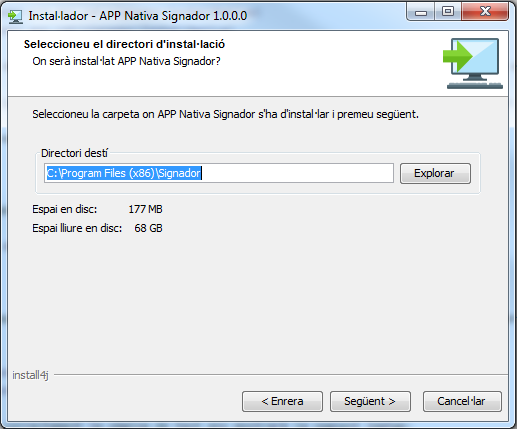 Instal·lador - APP Nativa Signador 1.0.0.0
Seleccioneu el directori d'instal·lació
On serà instal·lat APP Nativa Signador?
Seleccioneu la carpeta on APP Nativa Signador s'ha d'instal·lar i premeu següent.
Directori destí
C:\Program Files (x86)\Signador
Explorar
Espai en disc: 177 MB
Espai lliure en disc: 68 GB
install4j
< Enrera
Següent >
Cancel·lar